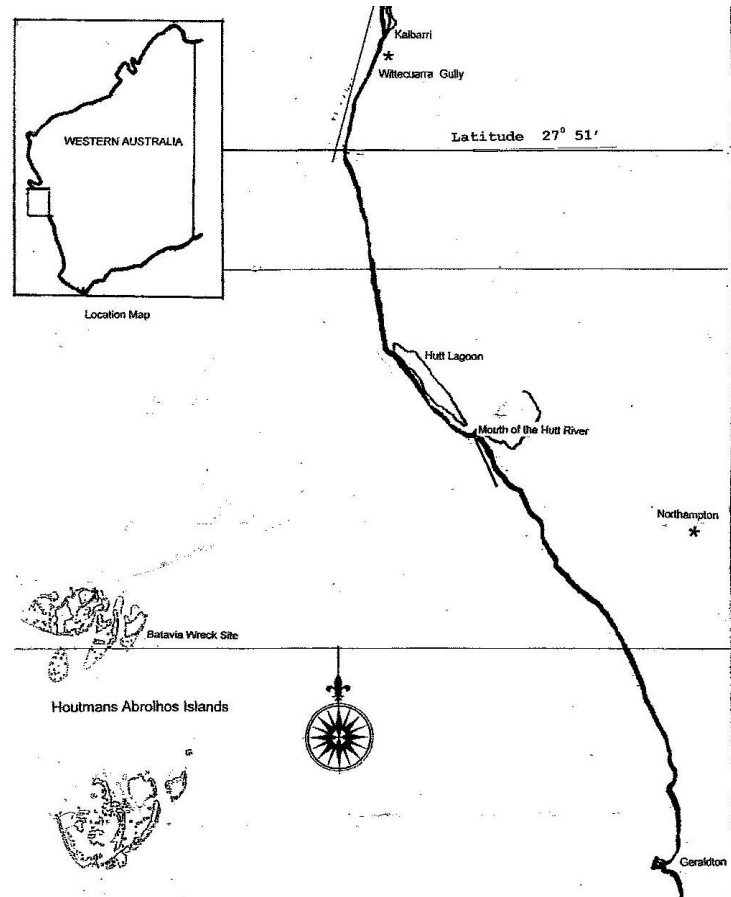 Kalbarri
Wittecuarra Gully
WESTERN AUSTRALIA
Latitude 27° 51'
Location Map
Hutt Lagoon
Mouth of the Hutt River
Northampton
Batavia Wreck Site
Houtmans Abrolhos Islands
Geraldton